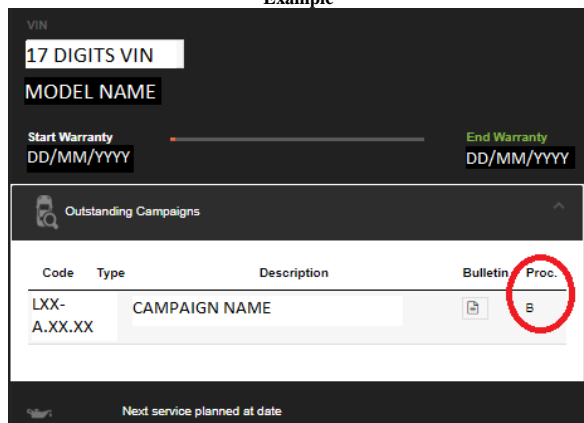 Example
VIN
17 DIGITS VIN
MODEL NAME
Start Warranty End Warranty
DD/MM/YYYY DD/MM/YYYY
Outstanding Campaigns
Code Type Description Bulletin Proc.
LXX- CAMPAIGN NAME B
A.XX.XX
Next service planned at date